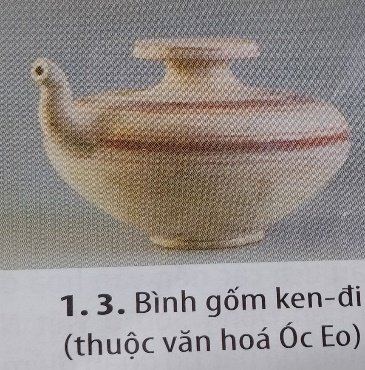 1. 3. Bình gốm ken-đi
(thuộc văn hoá Óc Eo)